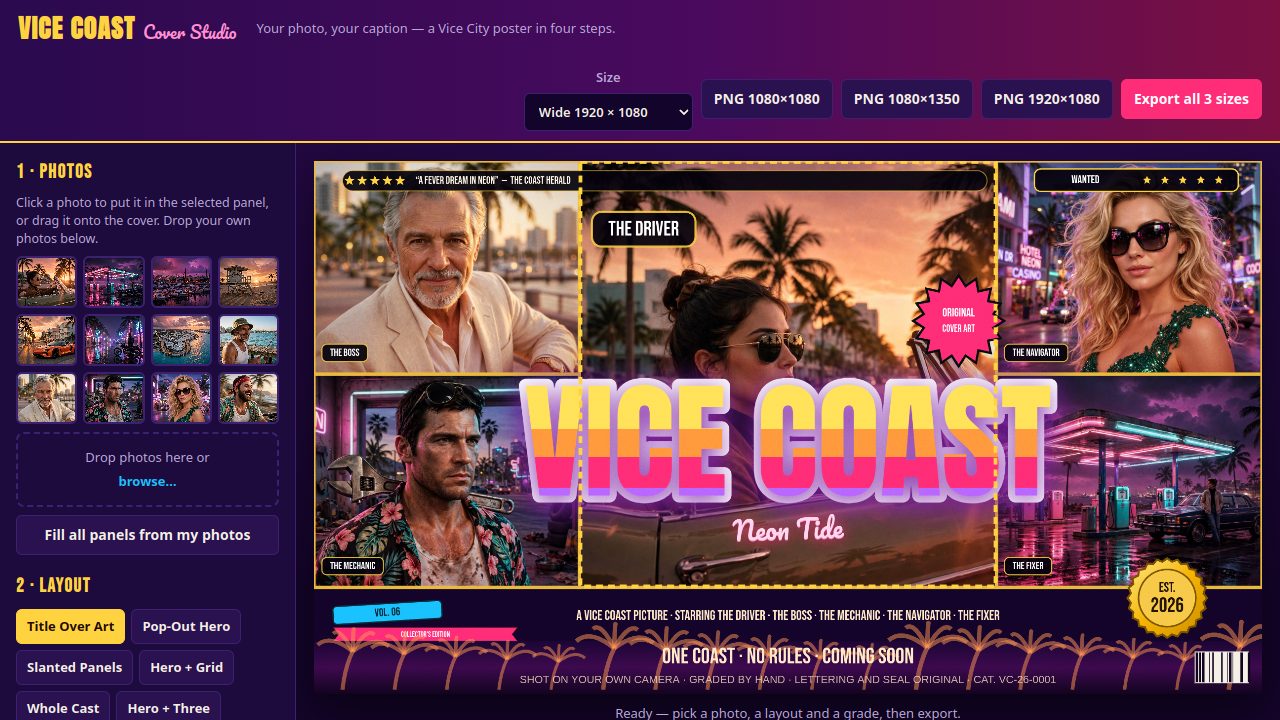 VICE COAST Cover Studio
Your photo, your caption — a Vice City poster in four steps.
Size
Wide 1920 × 1080
PNG 1080×1080
PNG 1080×1350
PNG 1920×1080
Export all 3 sizes
1 · PHOTOS
Click a photo to put it in the selected panel,
or drag it onto the cover. Drop your own
photos below.
Drop photos here or
browse...
Fill all panels from my photos
2 · LAYOUT
Title Over Art
Pop-Out Hero
Slanted Panels
Hero + Grid
Whole Cast
Hero + Three
★★★★★ "A FEVER DREAM IN NEON" — THE COAST HERALD
WANTED ★ ★ ★ ★ ★
THE DRIVER
HOTEL
NEON
CASINO
ORIGINAL
COVER ART
THE BOSS
THE NAVIGATOR
VICE COAST
Neon Tide
THE MECHANIC
THE FIXER
EST.
2026
VOL. 06
COLLECTOR'S EDITION
A VICE COAST PICTURE · STARRING THE DRIVER · THE BOSS · THE MECHANIC · THE NAVIGATOR · THE FIXER
ONE COAST · NO RULES · COMING SOON
SHOT ON YOUR OWN CAMERA · GRADED BY HAND · LETTERING AND SEAL ORIGINAL · CAT. VC-26-0001
Ready — pick a photo, a layout and a grade, then export.